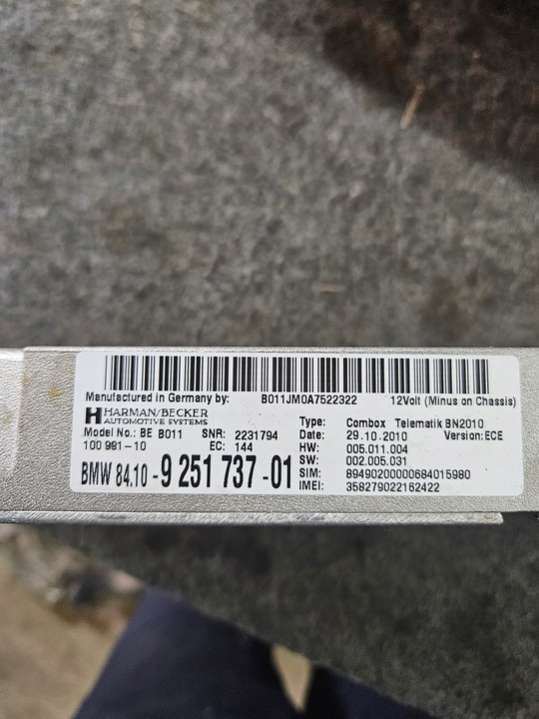 Manufactured in Germany by: B011JM0A7522322 12Volt (Minus on Chassis)
HARMAN/BECKER
AUTOMOTIVE SYSTEMS
Type: Combox Telematik BN2010
Model No.: BE B011 SNR: 2231794 Date: 29.10.2010 Version:ECE
100 981-10 EC: 144 HW: 005.011.004
SW: 002.005.031
BMW 84.10-9 251 737-01 SIM: 89490200000684015980
IMEI: 358279022162422